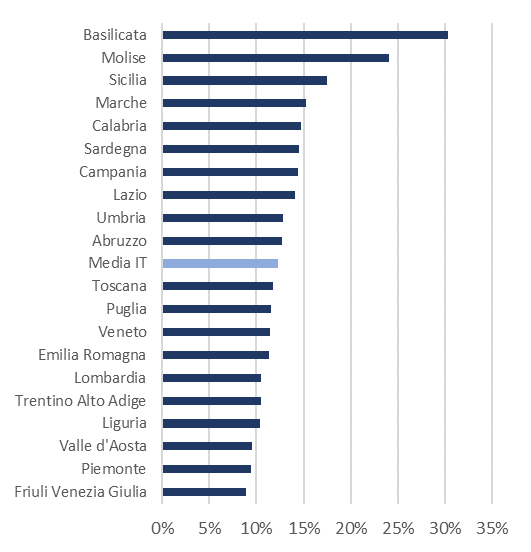 Basilicata
Molise
Sicilia
Marche
Calabria
Sardegna
Campania
Lazio
Umbria
Abruzzo
Media IT
Toscana
Puglia
Veneto
Emilia Romagna
Lombardia
Trentino Alto Adige
Liguria
Valle d'Aosta
Piemonte
Friuli Venezia Giulia
0% 5% 10% 15% 20% 25% 30% 35%